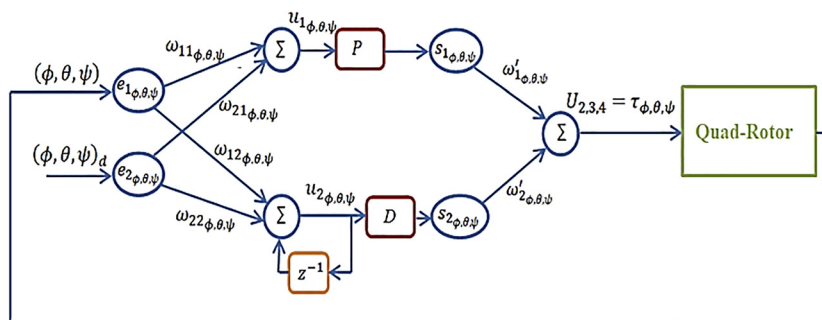 u₁φ,θ,ψ
ω₁₁φ,θ,ψ
Σ
P
s₁φ,θ,ψ
(ϕ, θ, ψ)
e₁φ,θ,ψ
ω₂₁φ,θ,ψ
ω′₁φ,θ,ψ
U₂,₃,₄ = τφ,θ,ψ
Σ
Quad-Rotor
(ϕ, θ, ψ)d
e₂φ,θ,ψ
ω₁₂φ,θ,ψ
u₂φ,θ,ψ
ω₂₂φ,θ,ψ
Σ
D
s₂φ,θ,ψ
ω′₂φ,θ,ψ
z⁻¹